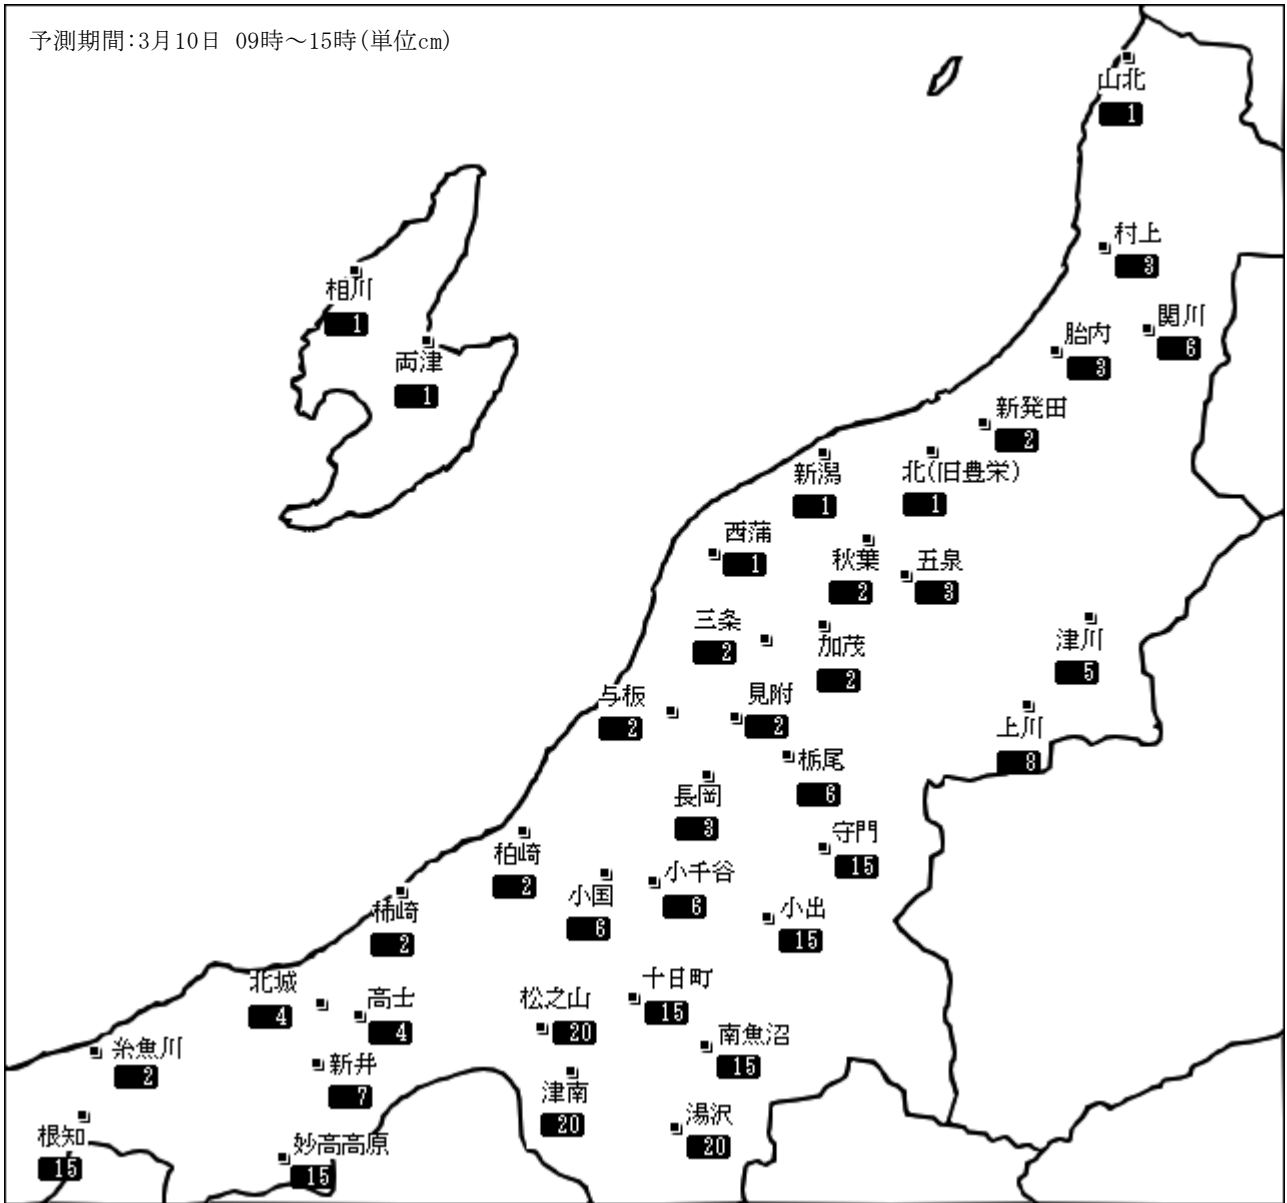 予測期間:3月10日 09時～15時(単位cm)
山北
1
村上
3
相川
1
関川
6
胎内
3
両津
1
新発田
2
新潟
1
北(旧豊栄)
1
西蒲
1
秋葉
2
五泉
3
三条
2
加茂
2
津川
5
与板
2
見附
2
上川
8
栃尾
6
長岡
3
守門
15
柏崎
2
小国
6
小千谷
6
小出
15
柿崎
2
北城
4
高士
4
松之山
20
十日町
15
南魚沼
15
糸魚川
2
新井
7
津南
20
湯沢
20
根知
15
妙高高原
15